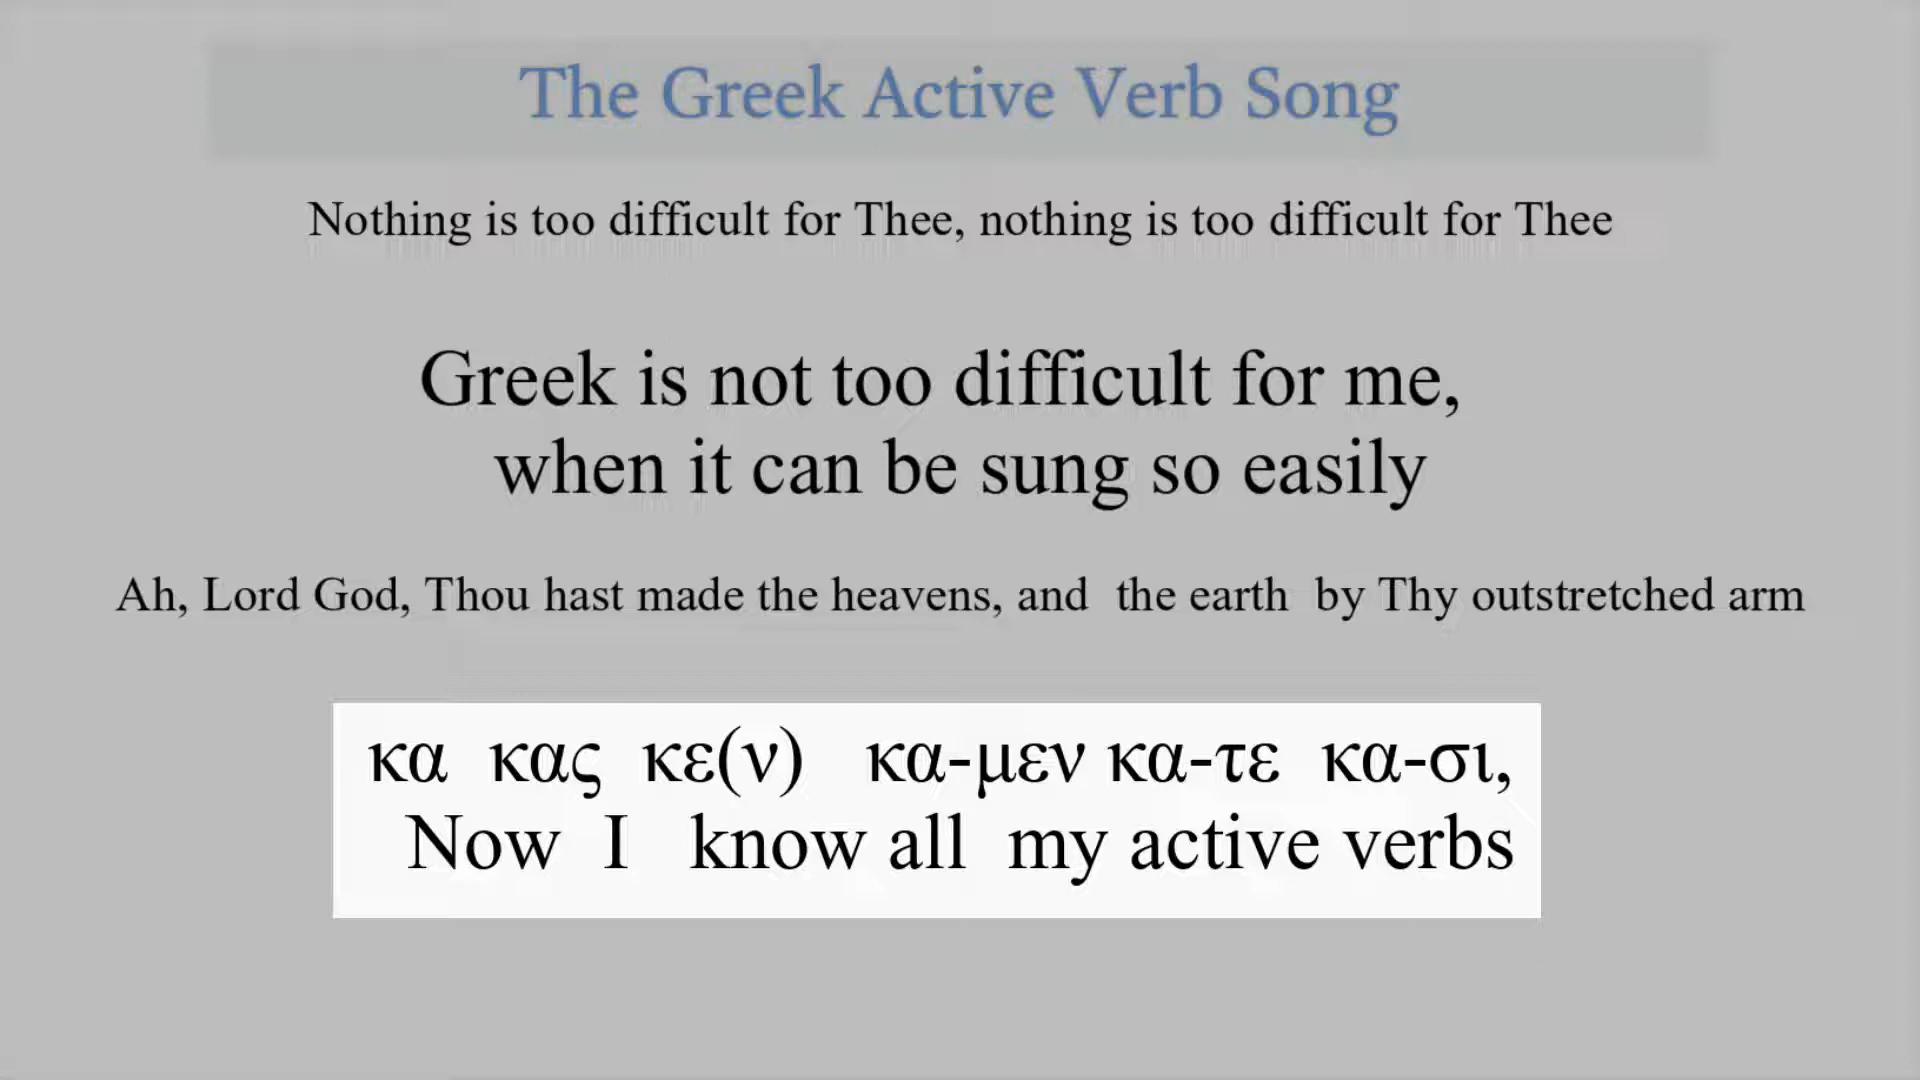 The Greek Active Verb Song
Nothing is too difficult for Thee, nothing is too difficult for Thee
Greek is not too difficult for me,
when it can be sung so easily
Ah, Lord God, Thou hast made the heavens, and the earth by Thy outstretched arm
κα κας κε(ν) κα-μεν κα-τε κα-σι,
Now I know all my active verbs